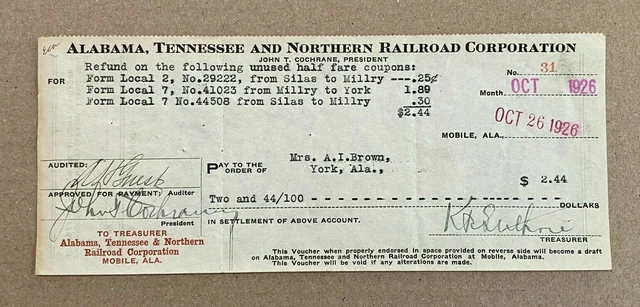 ALABAMA, TENNESSEE AND NORTHERN RAILROAD CORPORATION
JOHN T. COCHRANE, PRESIDENT
Refund on the following unused half fare coupons:
No. 31
FOR Form Local 2, No.29222, from Silas to Millry ---.25¢
Month OCT 1926
Form Local 7, No.41023 from Millry to York 1.89
Form Local 7 No.44508 from Silas to Millry .30
$2.44
OCT 26 1926
MOBILE, ALA.,
AUDITED:
Auditor
PAY TO THE ORDER OF Mrs. A.I.Brown,
York, Ala.,
$ 2.44
APPROVED FOR PAYMENT:
John T Cochrane
President
Two and 44/100 - - - - - - - - - - - - - - - - - - - - - - - DOLLARS
IN SETTLEMENT OF ABOVE ACCOUNT.
TREASURER
TO TREASURER
Alabama, Tennessee & Northern
Railroad Corporation
MOBILE, ALA.
This Voucher when properly endorsed in space provided on reverse side will become a draft
on Alabama, Tennessee and Northern Railroad Corporation at Mobile, Alabama.
This Voucher will be void if any alterations are made.